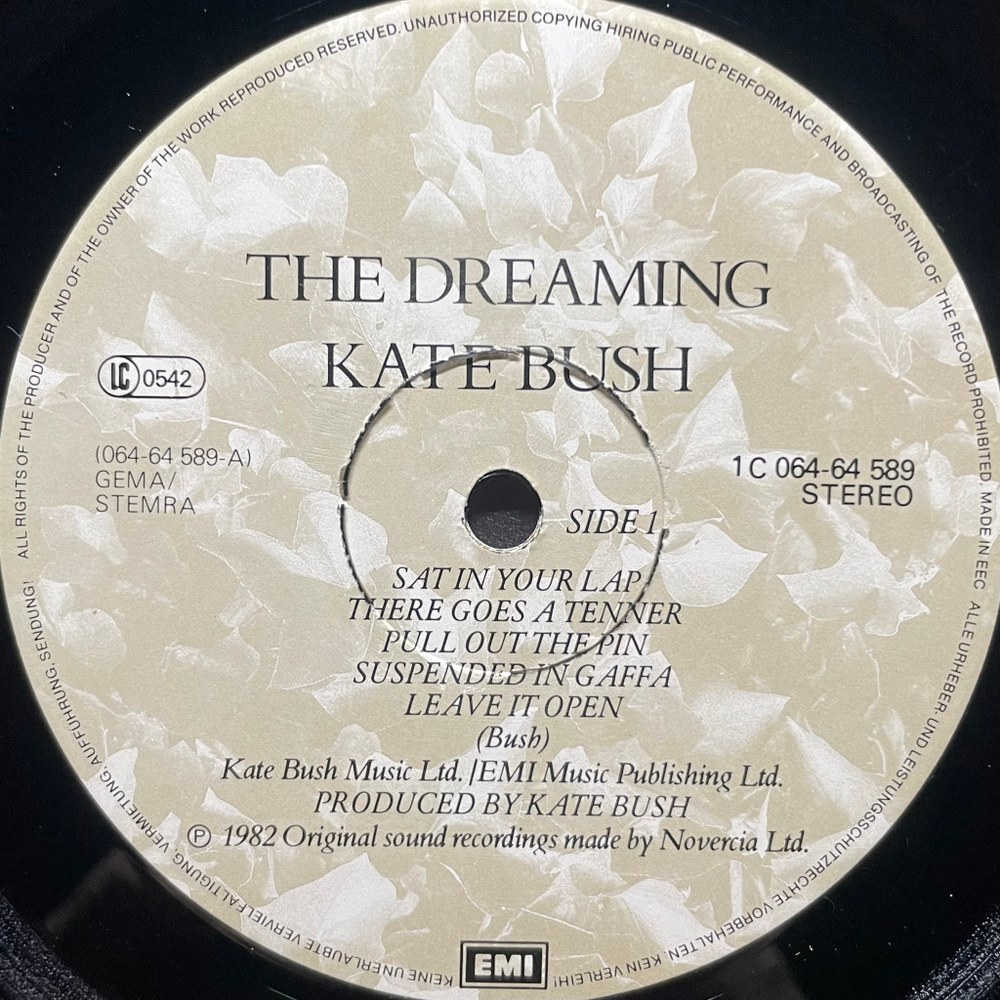 ALL RIGHTS OF THE PRODUCER AND OF THE OWNER OF THE WORK REPRODUCED RESERVED. UNAUTHORIZED COPYING HIRING PUBLIC PERFORMANCE AND BROADCASTING OF THE RECORD PROHIBITED. MADE IN EEC
THE DREAMING
KATE BUSH
LC 0542
(064-64 589-A)
GEMA/
STEMRA
1C 064-64 589
STEREO
SIDE 1
SAT IN YOUR LAP
THERE GOES A TENNER
PULL OUT THE PIN
SUSPENDED IN GAFFA
LEAVE IT OPEN
(Bush)
Kate Bush Music Ltd. / EMI Music Publishing Ltd.
PRODUCED BY KATE BUSH
℗ 1982 Original sound recordings made by Novercia Ltd.
ALLE URHEBER- UND LEISTUNGSSCHUTZRECHTE VORBEHALTEN. KEIN VERLEIH! KEINE UNERLAUBTE VERVIELFÄLTIGUNG, VERMIETUNG, AUFFÜHRUNG, SENDUNG!
EMI